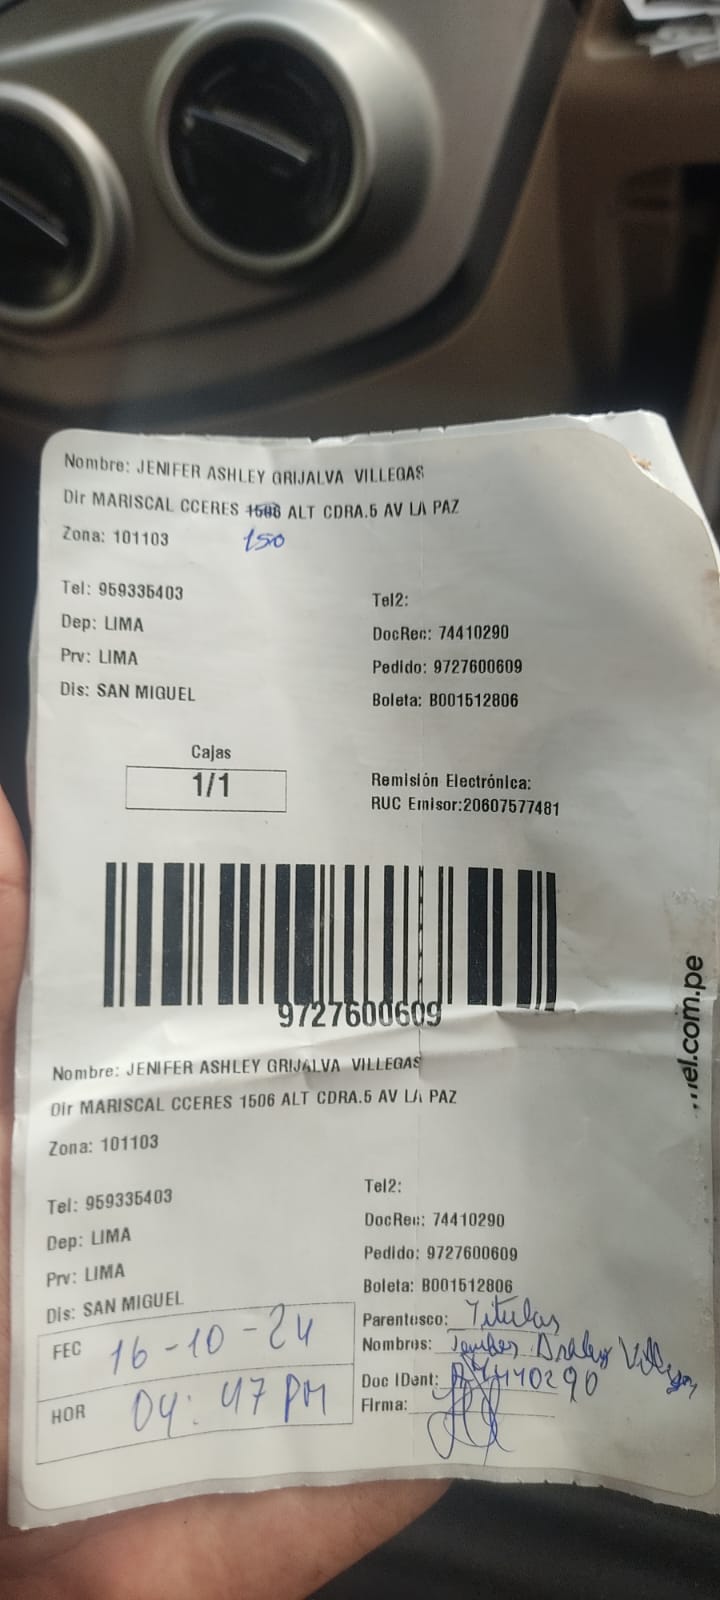 Nombre: JENIFER ASHLEY GRIJALVA VILLEGAS
Dir MARISCAL CCERES 1506 ALT CDRA.5 AV LA PAZ
Zona: 101103 150
Tel: 959335403 Tel2:
Dep: LIMA DocRec: 74410290
Prv: LIMA Pedido: 9727600609
Dis: SAN MIGUEL Boleta: B001512806
Cajas
1/1
Remisión Electrónica:
RUC Emisor:20607577481
9727600609
nel.com.pe
Nombre: JENIFER ASHLEY GRIJALVA VILLEGAS
Dir MARISCAL CCERES 1506 ALT CDRA.5 AV LA PAZ
Zona: 101103
Tel: 959335403 Tel2:
Dep: LIMA DocRec: 74410290
Prv: LIMA Pedido: 9727600609
Dis: SAN MIGUEL Boleta: B001512806
FEC 16-10-24 Parentesco: Titular
Nombres:
HOR 04:47 PM Doc IDent: 74410290
Firma: